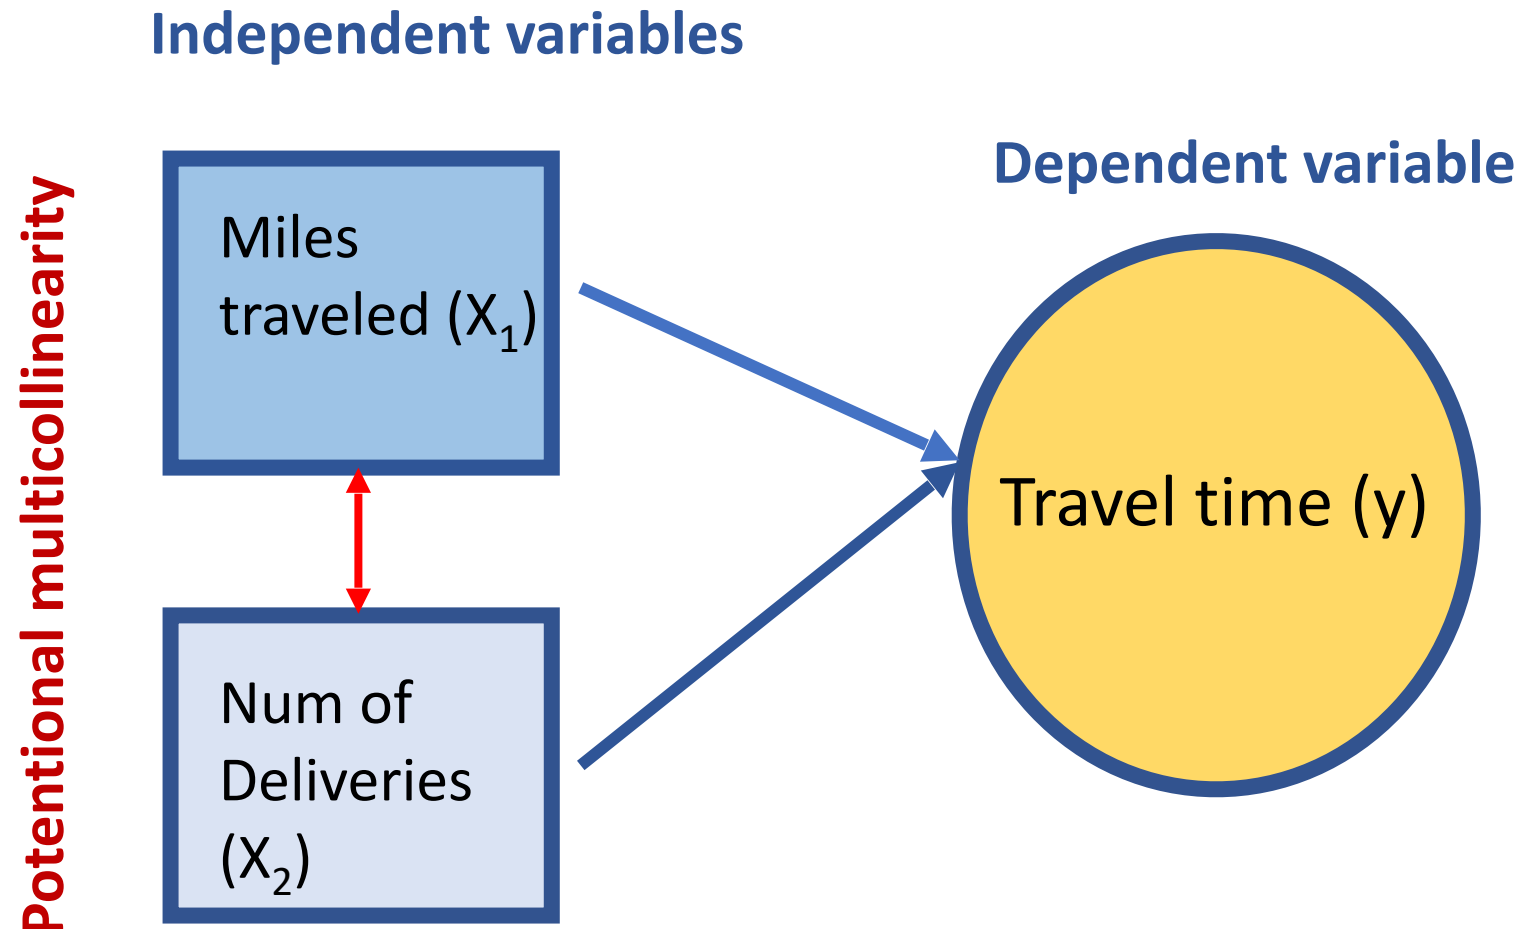 Independent variables
Dependent variable
Potentional multicollinearity
Miles
traveled (X₁)
Travel time (y)
Num of
Deliveries
(X₂)